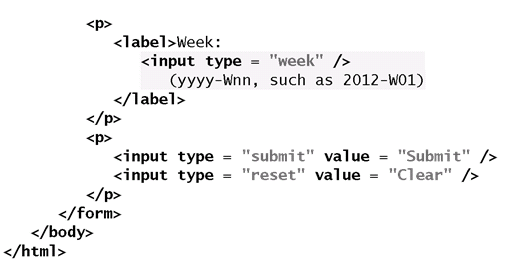 <p>
<label>Week:
<input type = "week" />
(yyyy-Wnn, such as 2012-W01)
</label>
</p>
<p>
<input type = "submit" value = "Submit" />
<input type = "reset" value = "Clear" />
</p>
</form>
</body>
</html>